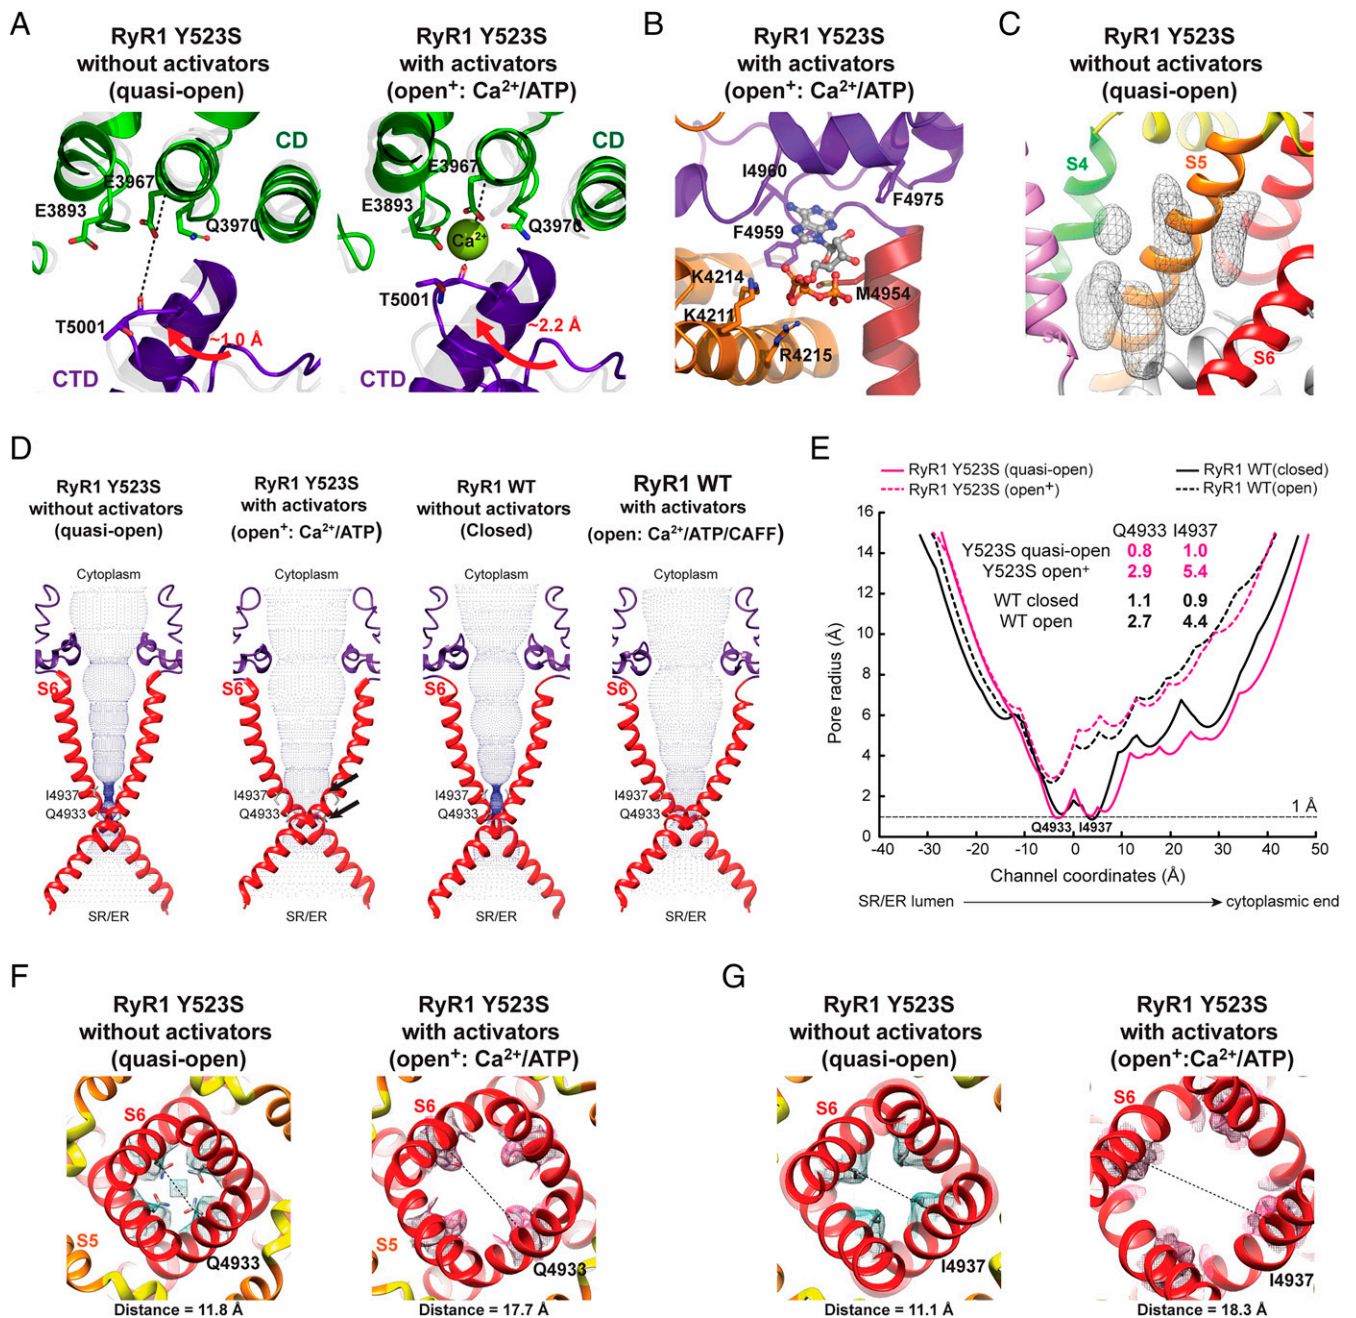 A
RyR1 Y523S
without activators
(quasi-open)
RyR1 Y523S
with activators
(open⁺: Ca²⁺/ATP)
CD
E3967
E3893
Q3970
T5001
~1.0 Å
CTD
CD
E3967
E3893
Q3970
Ca²⁺
T5001
~2.2 Å
CTD
B
RyR1 Y523S
with activators
(open⁺: Ca²⁺/ATP)
I4960
F4975
F4959
K4214
M4954
K4211
R4215
C
RyR1 Y523S
without activators
(quasi-open)
S4
S5
S1
S6
D
RyR1 Y523S
without activators
(quasi-open)
RyR1 Y523S
with activators
(open⁺: Ca²⁺/ATP)
RyR1 WT
without activators
(Closed)
RyR1 WT
with activators
(open: Ca²⁺/ATP/CAFF)
Cytoplasm
Cytoplasm
Cytoplasm
Cytoplasm
S6
S6
I4937
Q4933
I4937
Q4933
I4937
Q4933
I4937
Q4933
SR/ER
SR/ER
SR/ER
SR/ER
E
RyR1 Y523S (quasi-open)
RyR1 WT(closed)
RyR1 Y523S (open⁺)
RyR1 WT(open)
Pore radius (Å)
16
14
12
10
8
6
4
2
0
Q4933 I4937
Y523S quasi-open 0.8 1.0
Y523S open⁺ 2.9 5.4
WT closed 1.1 0.9
WT open 2.7 4.4
1 Å
Q4933 I4937
-40 -30 -20 -10 0 10 20 30 40 50
Channel coordinates (Å)
SR/ER lumen cytoplasmic end
F
RyR1 Y523S
without activators
(quasi-open)
RyR1 Y523S
with activators
(open⁺: Ca²⁺/ATP)
S6
S5
Q4933
Distance = 11.8 Å
S6
S5
Q4933
Distance = 17.7 Å
G
RyR1 Y523S
without activators
(quasi-open)
RyR1 Y523S
with activators
(open⁺:Ca²⁺/ATP)
S6
I4937
Distance = 11.1 Å
S6
I4937
Distance = 18.3 Å